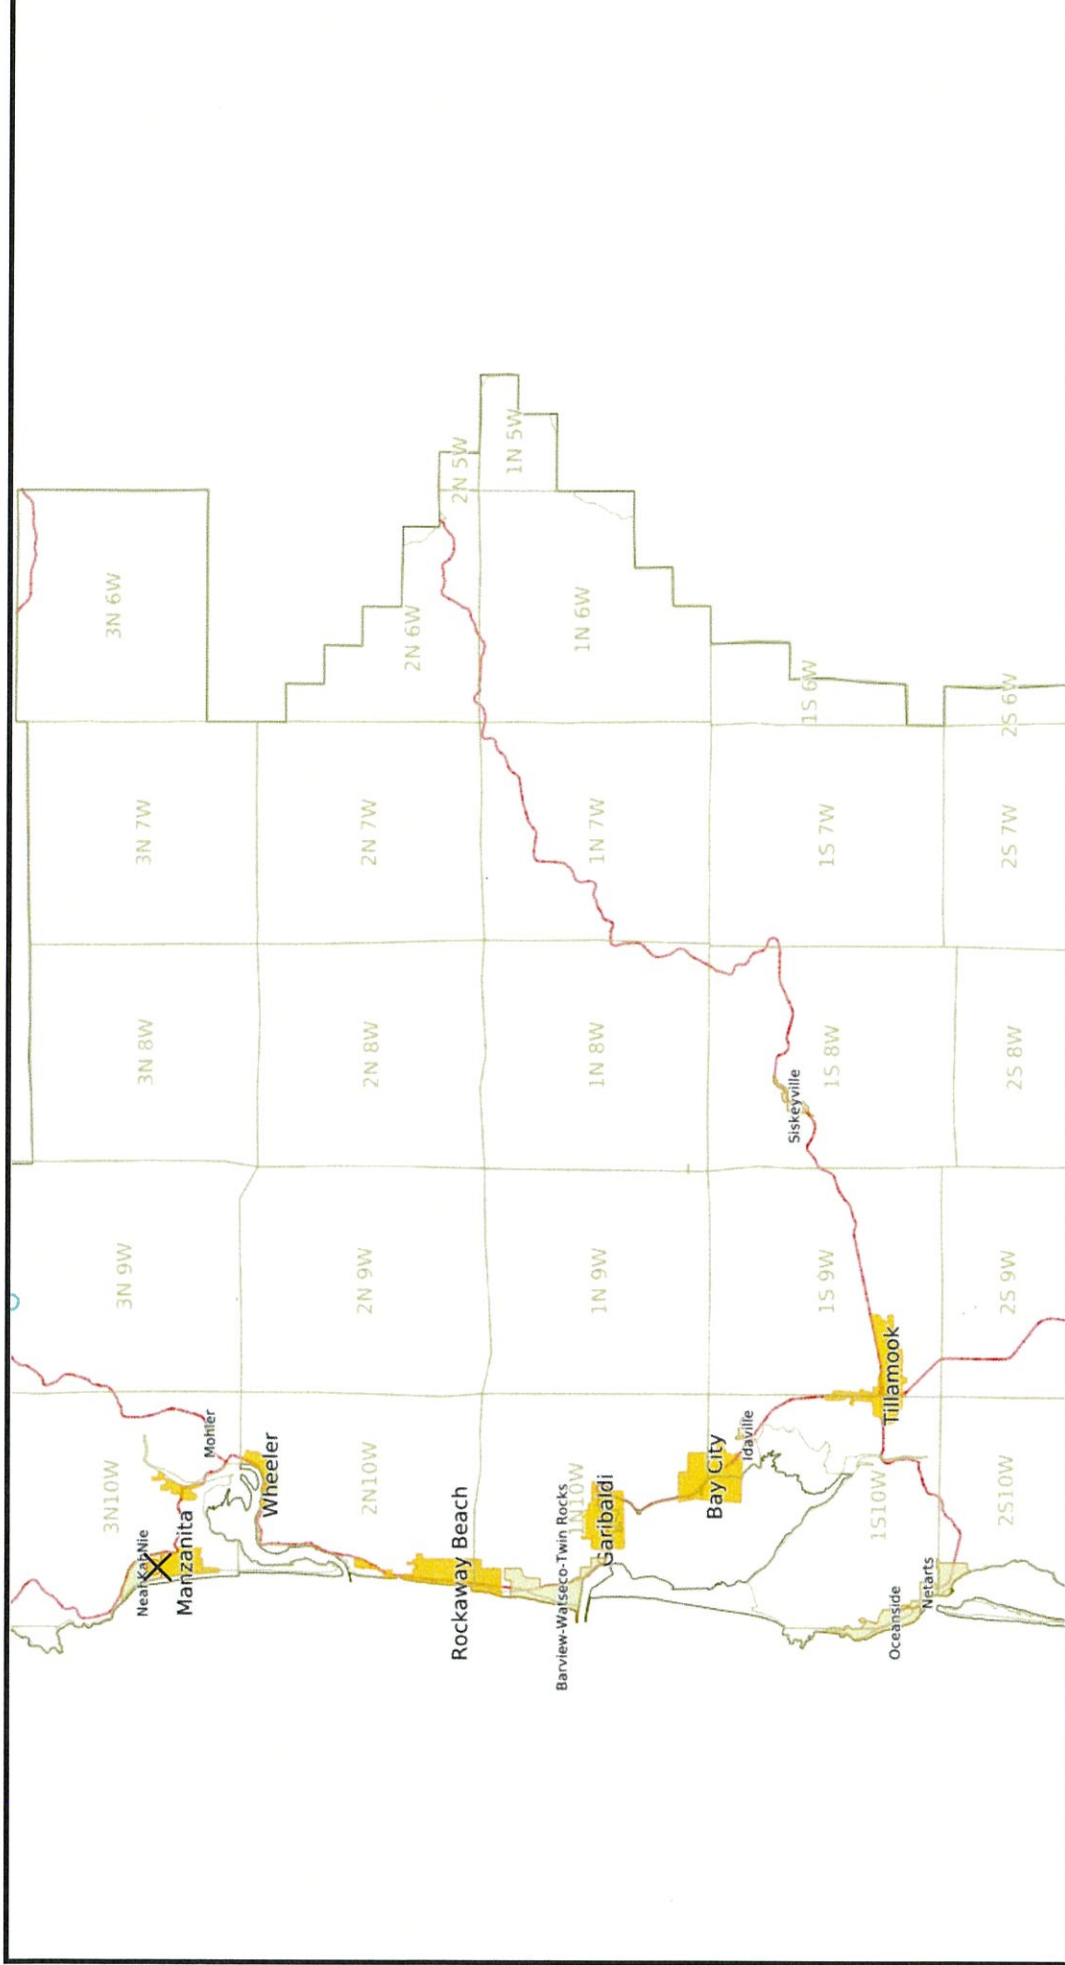 3N 6W
2N 5W
1N 5W
2N 6W
1N 6W
1S 6W
2S 6W
3N 7W
2N 7W
1N 7W
1S 7W
2S 7W
3N 8W
2N 8W
1N 8W
1S 8W
2S 8W
Siskeyville
3N 9W
2N 9W
1N 9W
1S 9W
2S 9W
Tillamook
Mohler
Wheeler
Idaville
Bay City
3N10W
2N10W
1N10W
1S10W
2S10W
Neah-Kah-Nie
Manzanita
Rockaway Beach
Garibaldi
Barview-Watseco-Twin Rocks
Netarts
Oceanside